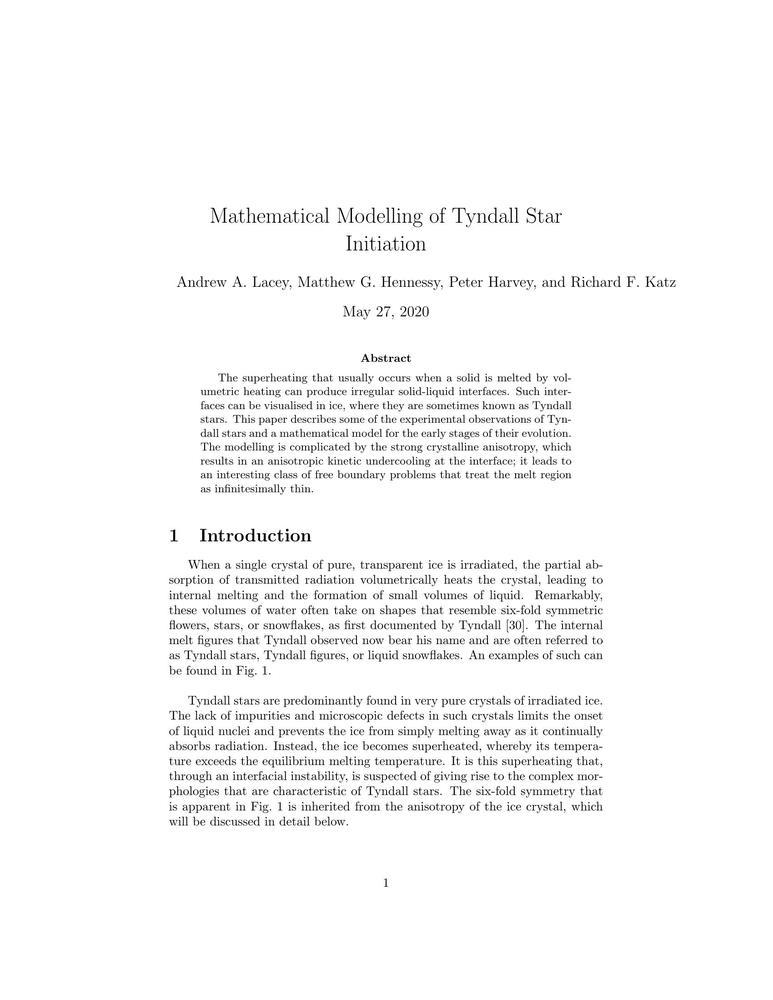 Mathematical Modelling of Tyndall Star
Initiation
Andrew A. Lacey, Matthew G. Hennessy, Peter Harvey, and Richard F. Katz
May 27, 2020
Abstract
The superheating that usually occurs when a solid is melted by vol-
umetric heating can produce irregular solid-liquid interfaces. Such inter-
faces can be visualised in ice, where they are sometimes known as Tyndall
stars. This paper describes some of the experimental observations of Tyn-
dall stars and a mathematical model for the early stages of their evolution.
The modelling is complicated by the strong crystalline anisotropy, which
results in an anisotropic kinetic undercooling at the interface; it leads to
an interesting class of free boundary problems that treat the melt region
as infinitesimally thin.
1 Introduction
When a single crystal of pure, transparent ice is irradiated, the partial ab-
sorption of transmitted radiation volumetrically heats the crystal, leading to
internal melting and the formation of small volumes of liquid. Remarkably,
these volumes of water often take on shapes that resemble six-fold symmetric
flowers, stars, or snowflakes, as first documented by Tyndall [30]. The internal
melt figures that Tyndall observed now bear his name and are often referred to
as Tyndall stars, Tyndall figures, or liquid snowflakes. An examples of such can
be found in Fig. 1.
Tyndall stars are predominantly found in very pure crystals of irradiated ice.
The lack of impurities and microscopic defects in such crystals limits the onset
of liquid nuclei and prevents the ice from simply melting away as it continually
absorbs radiation. Instead, the ice becomes superheated, whereby its tempera-
ture exceeds the equilibrium melting temperature. It is this superheating that,
through an interfacial instability, is suspected of giving rise to the complex mor-
phologies that are characteristic of Tyndall stars. The six-fold symmetry that
is apparent in Fig. 1 is inherited from the anisotropy of the ice crystal, which
will be discussed in detail below.
1